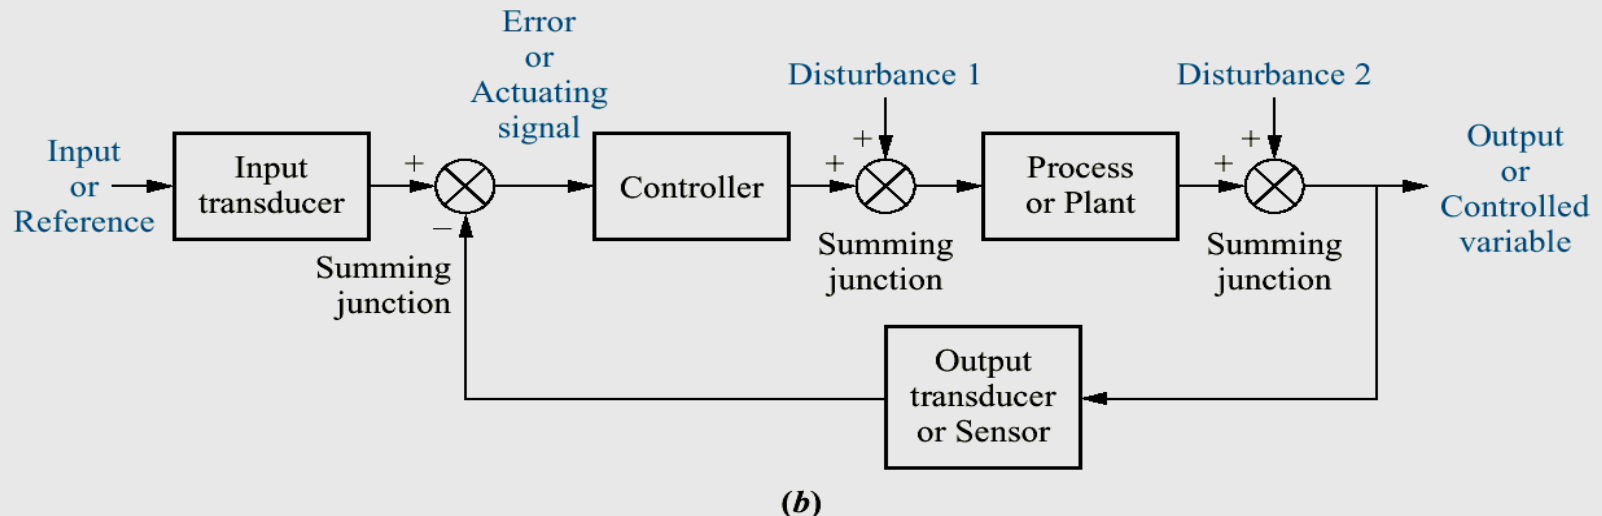 Error
or
Actuating
signal
Disturbance 1
Disturbance 2
Input
or
Reference
Input
transducer
+
−
Summing
junction
Controller
+
+
Summing
junction
Process
or Plant
+
+
Summing
junction
Output
or
Controlled
variable
Output
transducer
or Sensor
(b)